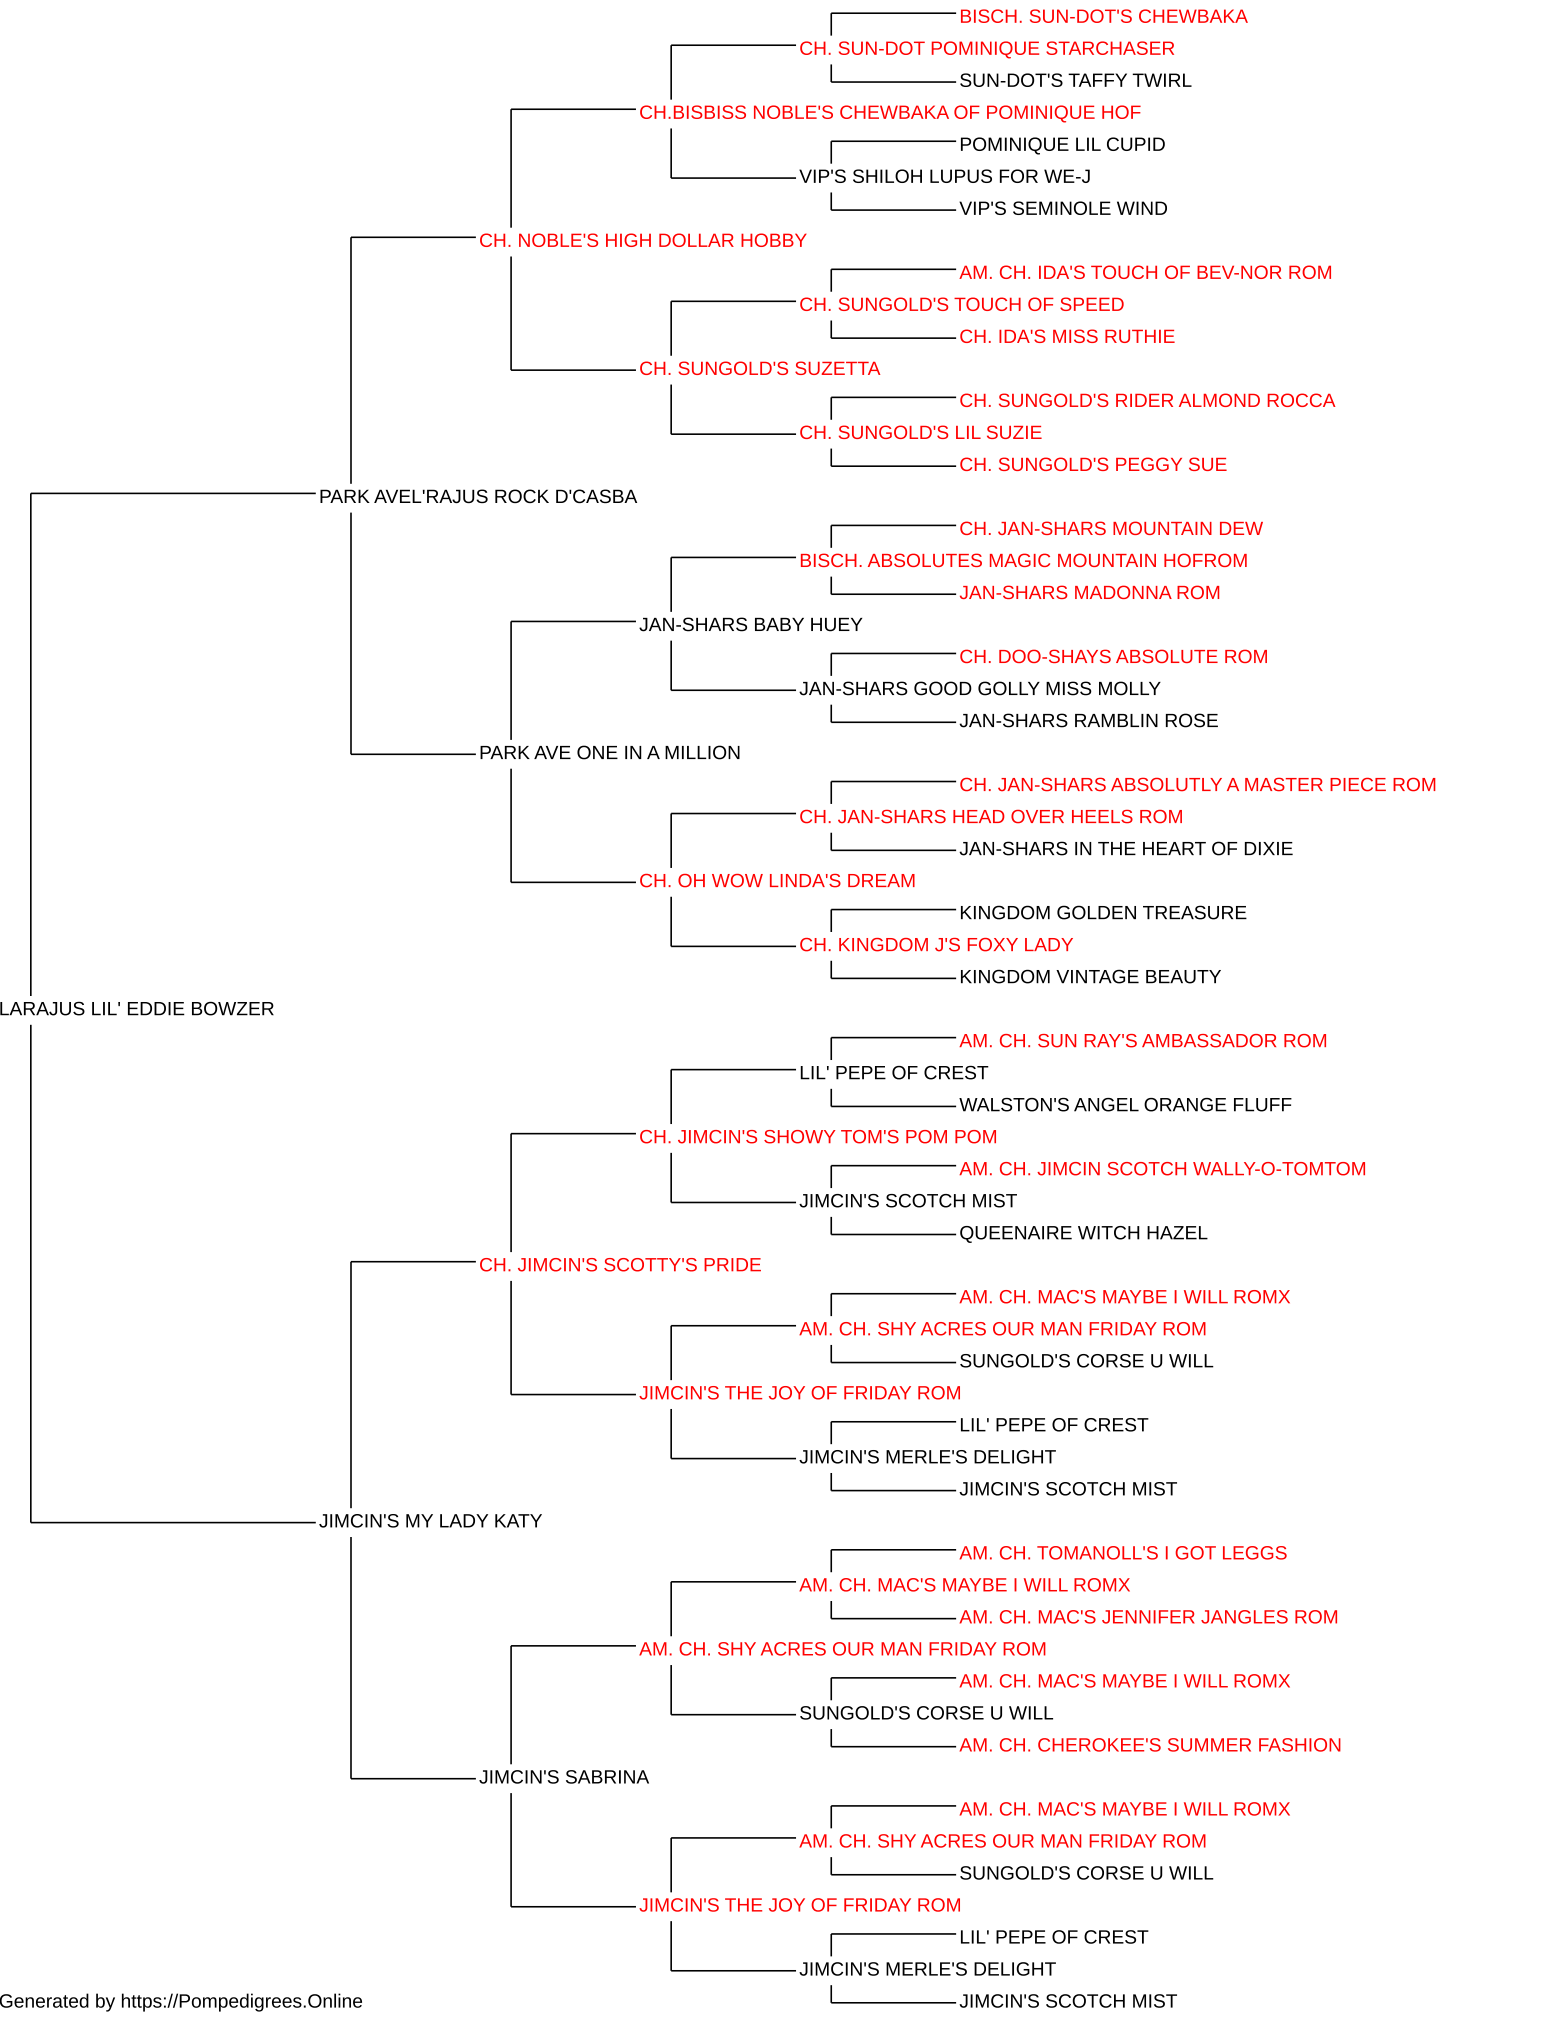 BISCH. SUN-DOT'S CHEWBAKA
CH. SUN-DOT POMINIQUE STARCHASER
SUN-DOT'S TAFFY TWIRL
CH.BISBISS NOBLE'S CHEWBAKA OF POMINIQUE HOF
POMINIQUE LIL CUPID
VIP'S SHILOH LUPUS FOR WE-J
VIP'S SEMINOLE WIND
CH. NOBLE'S HIGH DOLLAR HOBBY
AM. CH. IDA'S TOUCH OF BEV-NOR ROM
CH. SUNGOLD'S TOUCH OF SPEED
CH. IDA'S MISS RUTHIE
CH. SUNGOLD'S SUZETTA
CH. SUNGOLD'S RIDER ALMOND ROCCA
CH. SUNGOLD'S LIL SUZIE
CH. SUNGOLD'S PEGGY SUE
PARK AVEL'RAJUS ROCK D'CASBA
CH. JAN-SHARS MOUNTAIN DEW
BISCH. ABSOLUTES MAGIC MOUNTAIN HOFROM
JAN-SHARS MADONNA ROM
JAN-SHARS BABY HUEY
CH. DOO-SHAYS ABSOLUTE ROM
JAN-SHARS GOOD GOLLY MISS MOLLY
JAN-SHARS RAMBLIN ROSE
PARK AVE ONE IN A MILLION
CH. JAN-SHARS ABSOLUTLY A MASTER PIECE ROM
CH. JAN-SHARS HEAD OVER HEELS ROM
JAN-SHARS IN THE HEART OF DIXIE
CH. OH WOW LINDA'S DREAM
KINGDOM GOLDEN TREASURE
CH. KINGDOM J'S FOXY LADY
KINGDOM VINTAGE BEAUTY
LARAJUS LIL' EDDIE BOWZER
AM. CH. SUN RAY'S AMBASSADOR ROM
LIL' PEPE OF CREST
WALSTON'S ANGEL ORANGE FLUFF
CH. JIMCIN'S SHOWY TOM'S POM POM
AM. CH. JIMCIN SCOTCH WALLY-O-TOMTOM
JIMCIN'S SCOTCH MIST
QUEENAIRE WITCH HAZEL
CH. JIMCIN'S SCOTTY'S PRIDE
AM. CH. MAC'S MAYBE I WILL ROMX
AM. CH. SHY ACRES OUR MAN FRIDAY ROM
SUNGOLD'S CORSE U WILL
JIMCIN'S THE JOY OF FRIDAY ROM
LIL' PEPE OF CREST
JIMCIN'S MERLE'S DELIGHT
JIMCIN'S SCOTCH MIST
JIMCIN'S MY LADY KATY
AM. CH. TOMANOLL'S I GOT LEGGS
AM. CH. MAC'S MAYBE I WILL ROMX
AM. CH. MAC'S JENNIFER JANGLES ROM
AM. CH. SHY ACRES OUR MAN FRIDAY ROM
AM. CH. MAC'S MAYBE I WILL ROMX
SUNGOLD'S CORSE U WILL
AM. CH. CHEROKEE'S SUMMER FASHION
JIMCIN'S SABRINA
AM. CH. MAC'S MAYBE I WILL ROMX
AM. CH. SHY ACRES OUR MAN FRIDAY ROM
SUNGOLD'S CORSE U WILL
JIMCIN'S THE JOY OF FRIDAY ROM
LIL' PEPE OF CREST
JIMCIN'S MERLE'S DELIGHT
JIMCIN'S SCOTCH MIST
Generated by https://Pompedigrees.Online